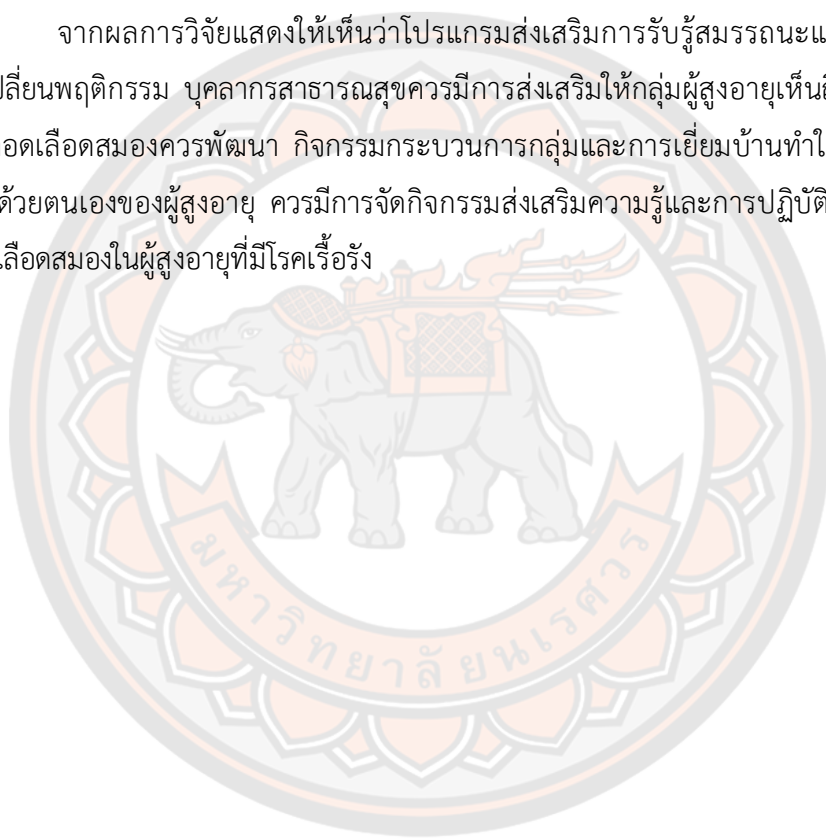 จากผลการวิจัยแสดงให้เห็นว่าโปรแกรมส่งเสริมการรับรู้สมรรถนะแ
ปลี่ยนพฤติกรรม บุคลากรสาธารณสุขควรมีการส่งเสริมให้กลุ่มผู้สูงอายุเห็นถึ
อดเลือดสมองควรพัฒนา กิจกรรมกระบวนการกลุ่มและการเยี่ยมบ้านทำใ
ด้วยตนเองของผู้สูงอายุ ควรมีการจัดกิจกรรมส่งเสริมความรู้และการปฏิบัติ
เลือดสมองในผู้สูงอายุที่มีโรคเรื้อรัง
มหาวิทยาลัยนเรศวร